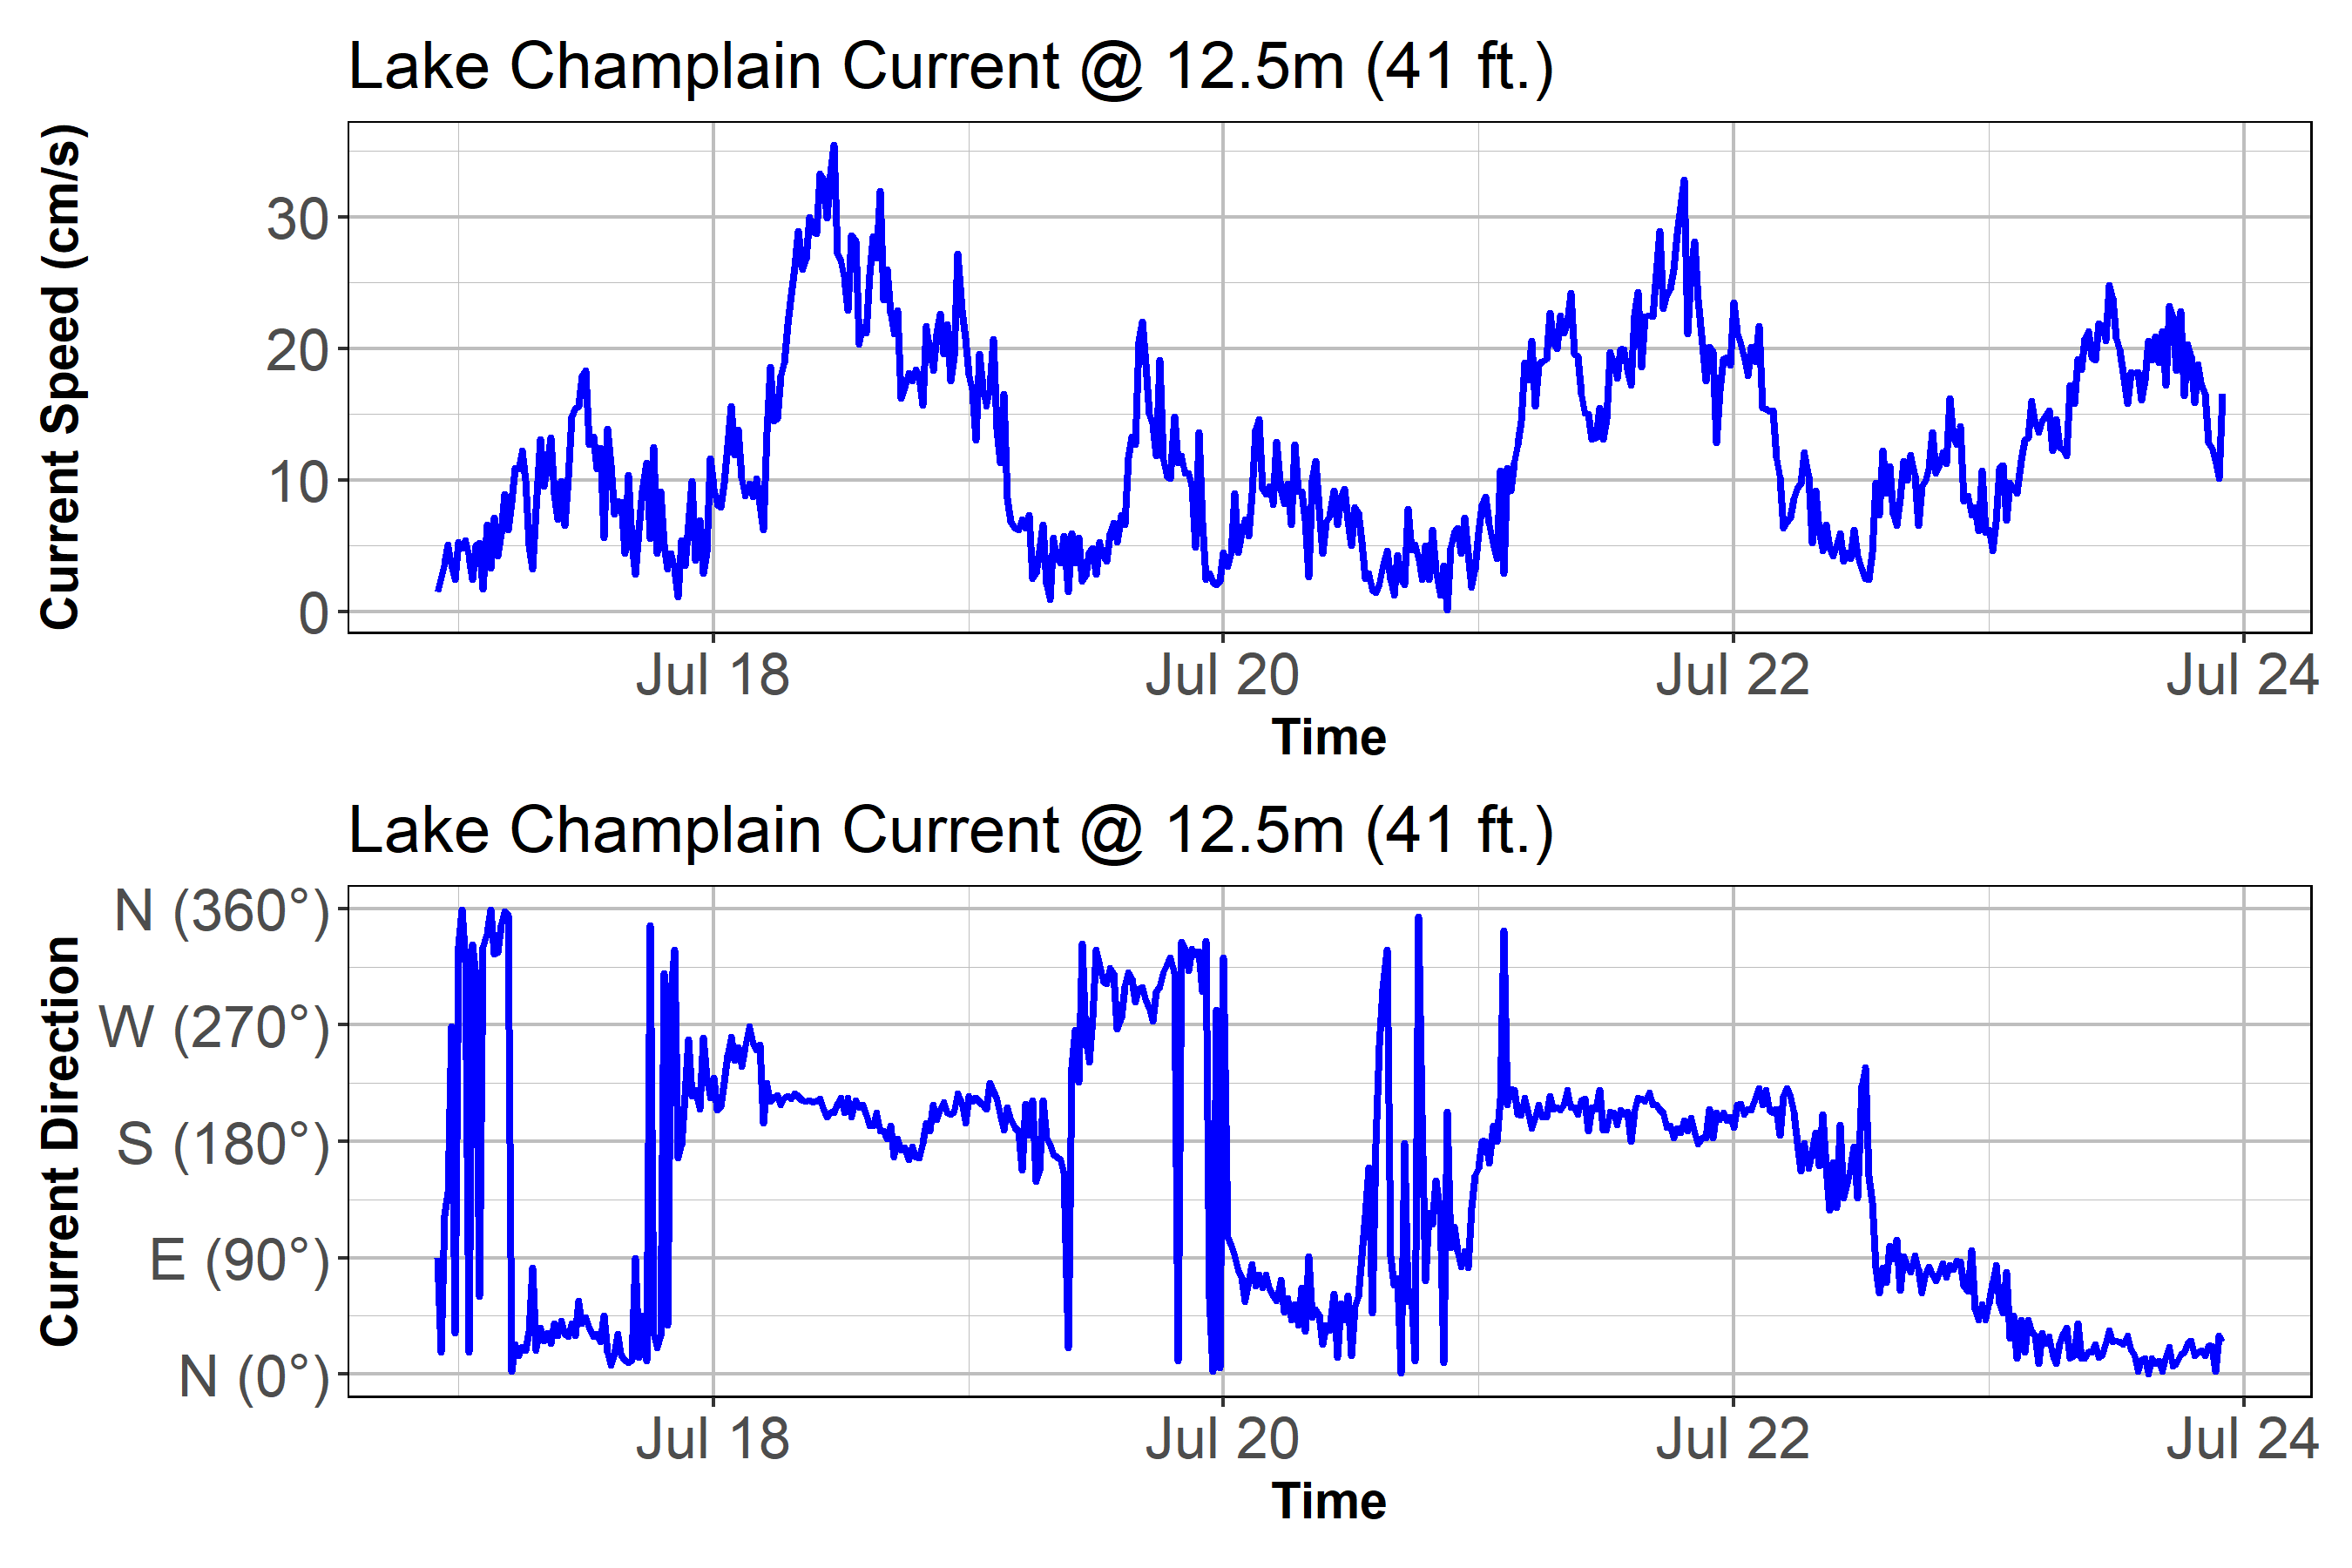 Lake Champlain Current @ 12.5m (41 ft.)
Current Speed (cm/s)
30
20
10
0
Jul 18 Jul 20 Jul 22 Jul 24
Time
Lake Champlain Current @ 12.5m (41 ft.)
Current Direction
N (360°)
W (270°)
S (180°)
E (90°)
N (0°)
Jul 18 Jul 20 Jul 22 Jul 24
Time